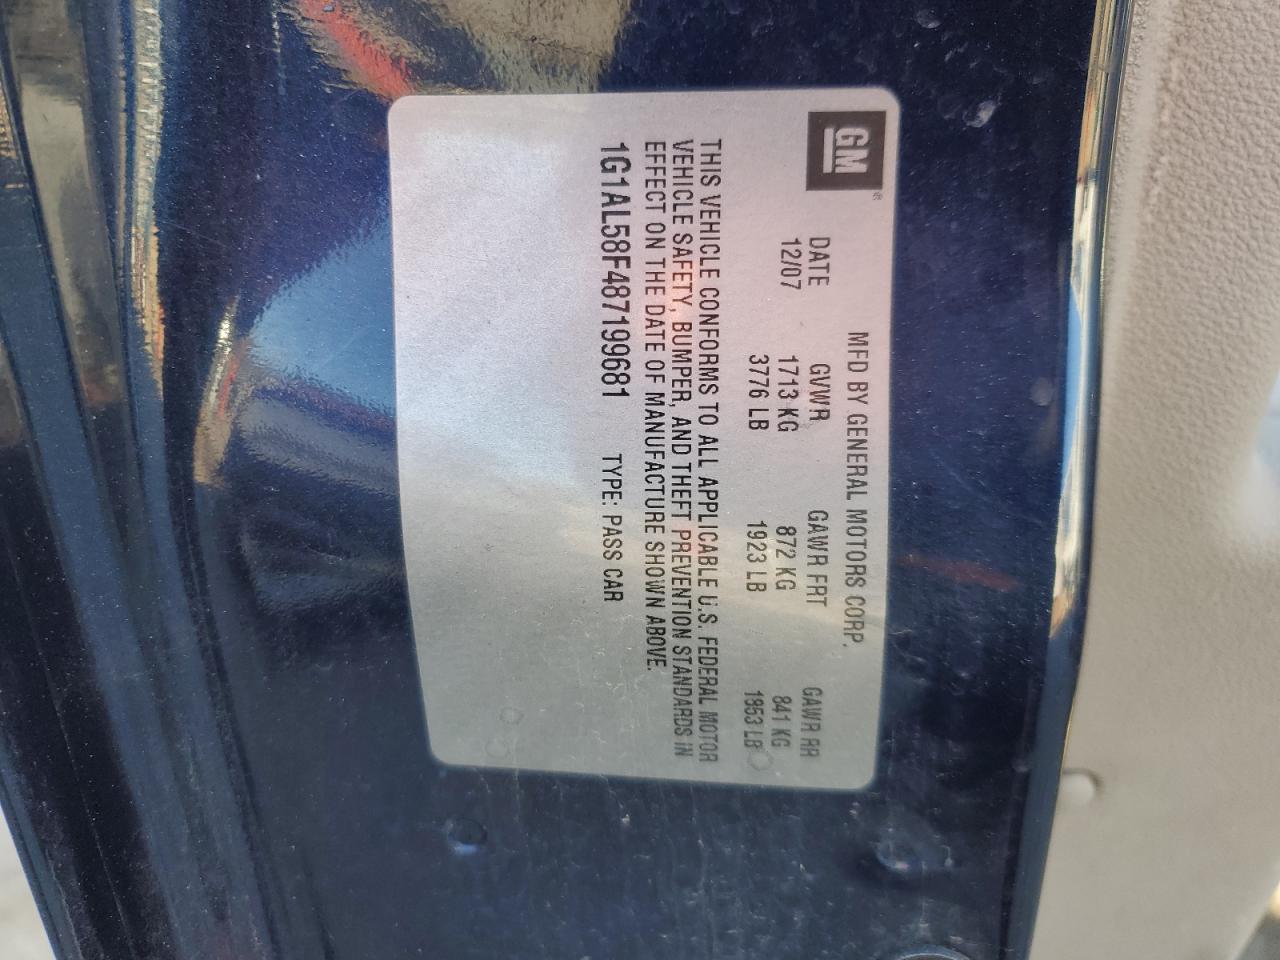 GM®
MFD BY GENERAL MOTORS CORP.
DATE GVWR GAWR FRT GAWR RR
12/07 1713 KG 872 KG 841 KG
3776 LB 1923 LB 1853 LB
THIS VEHICLE CONFORMS TO ALL APPLICABLE U.S. FEDERAL MOTOR
VEHICLE SAFETY, BUMPER, AND THEFT PREVENTION STANDARDS IN
EFFECT ON THE DATE OF MANUFACTURE SHOWN ABOVE.
1G1AL58F487199681 TYPE: PASS CAR